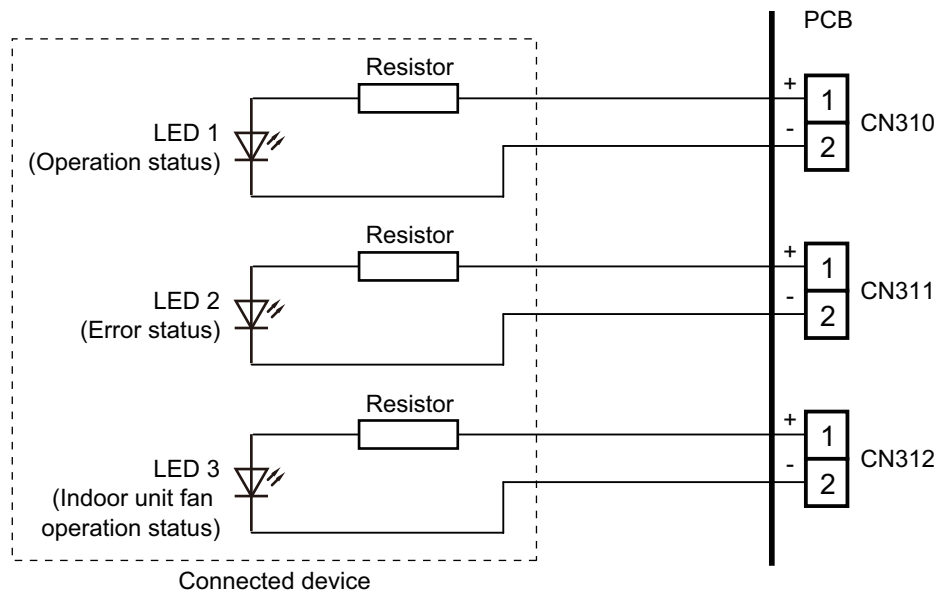 PCB
Resistor
+
1
CN310
LED 1
(Operation status)
-
2
Resistor
+
1
CN311
LED 2
(Error status)
-
2
Resistor
+
1
CN312
LED 3
(Indoor unit fan
operation status)
-
2
Connected device